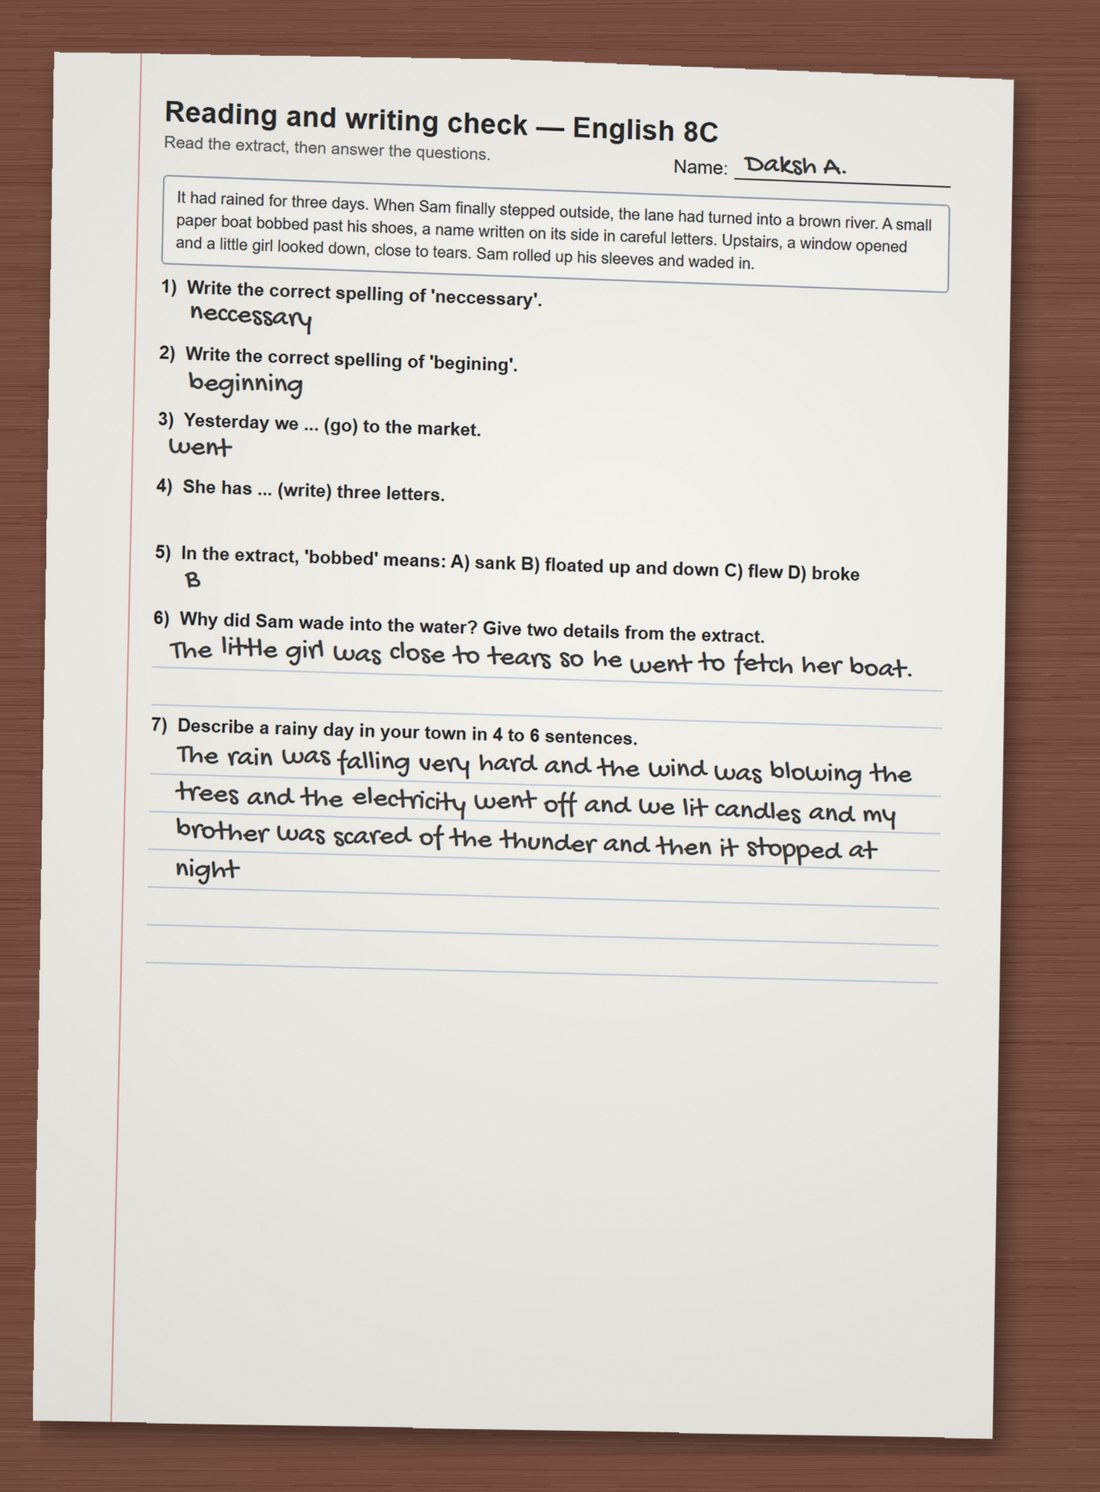 Reading and writing check — English 8C
Read the extract, then answer the questions.
Name: Daksh A.
It had rained for three days. When Sam finally stepped outside, the lane had turned into a brown river. A small
paper boat bobbed past his shoes, a name written on its side in careful letters. Upstairs, a window opened
and a little girl looked down, close to tears. Sam rolled up his sleeves and waded in.
1) Write the correct spelling of 'neccessary'.
neccessary
2) Write the correct spelling of 'begining'.
beginning
3) Yesterday we ... (go) to the market.
went
4) She has ... (write) three letters.
5) In the extract, 'bobbed' means: A) sank B) floated up and down C) flew D) broke
B
6) Why did Sam wade into the water? Give two details from the extract.
The little girl was close to tears so he went to fetch her boat.
7) Describe a rainy day in your town in 4 to 6 sentences.
The rain was falling very hard and the wind was blowing the
trees and the electricity went off and we lit candles and my
brother was scared of the thunder and then it stopped at
night